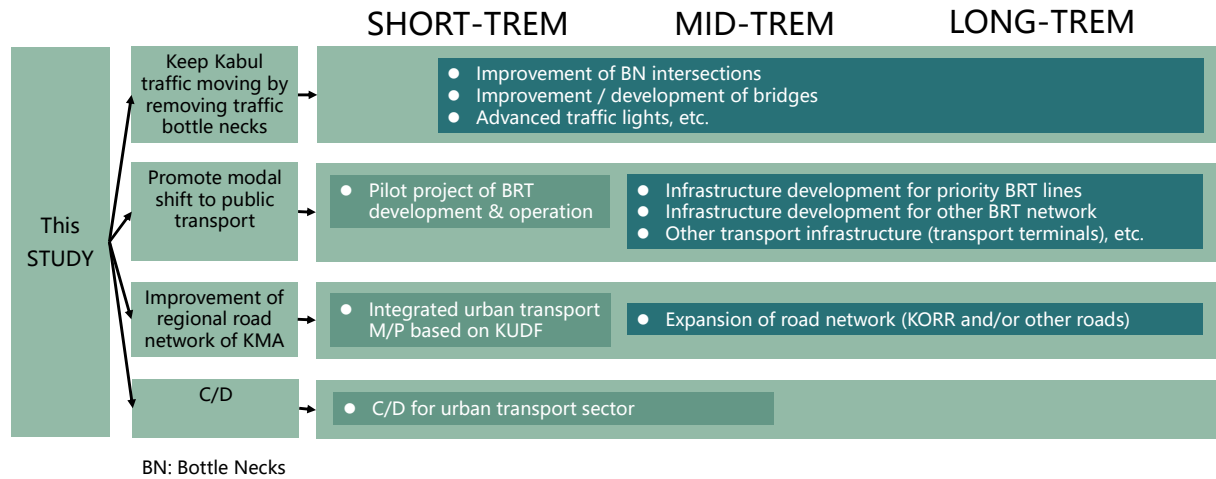 SHORT-TREM
MID-TREM
LONG-TREM
This
STUDY
Keep Kabul
traffic moving by
removing traffic
bottle necks
● Improvement of BN intersections
● Improvement / development of bridges
● Advanced traffic lights, etc.
Promote modal
shift to public
transport
● Pilot project of BRT
development & operation
● Infrastructure development for priority BRT lines
● Infrastructure development for other BRT network
● Other transport infrastructure (transport terminals), etc.
Improvement of
regional road
network of KMA
● Integrated urban transport
M/P based on KUDF
● Expansion of road network (KORR and/or other roads)
C/D
● C/D for urban transport sector
BN: Bottle Necks